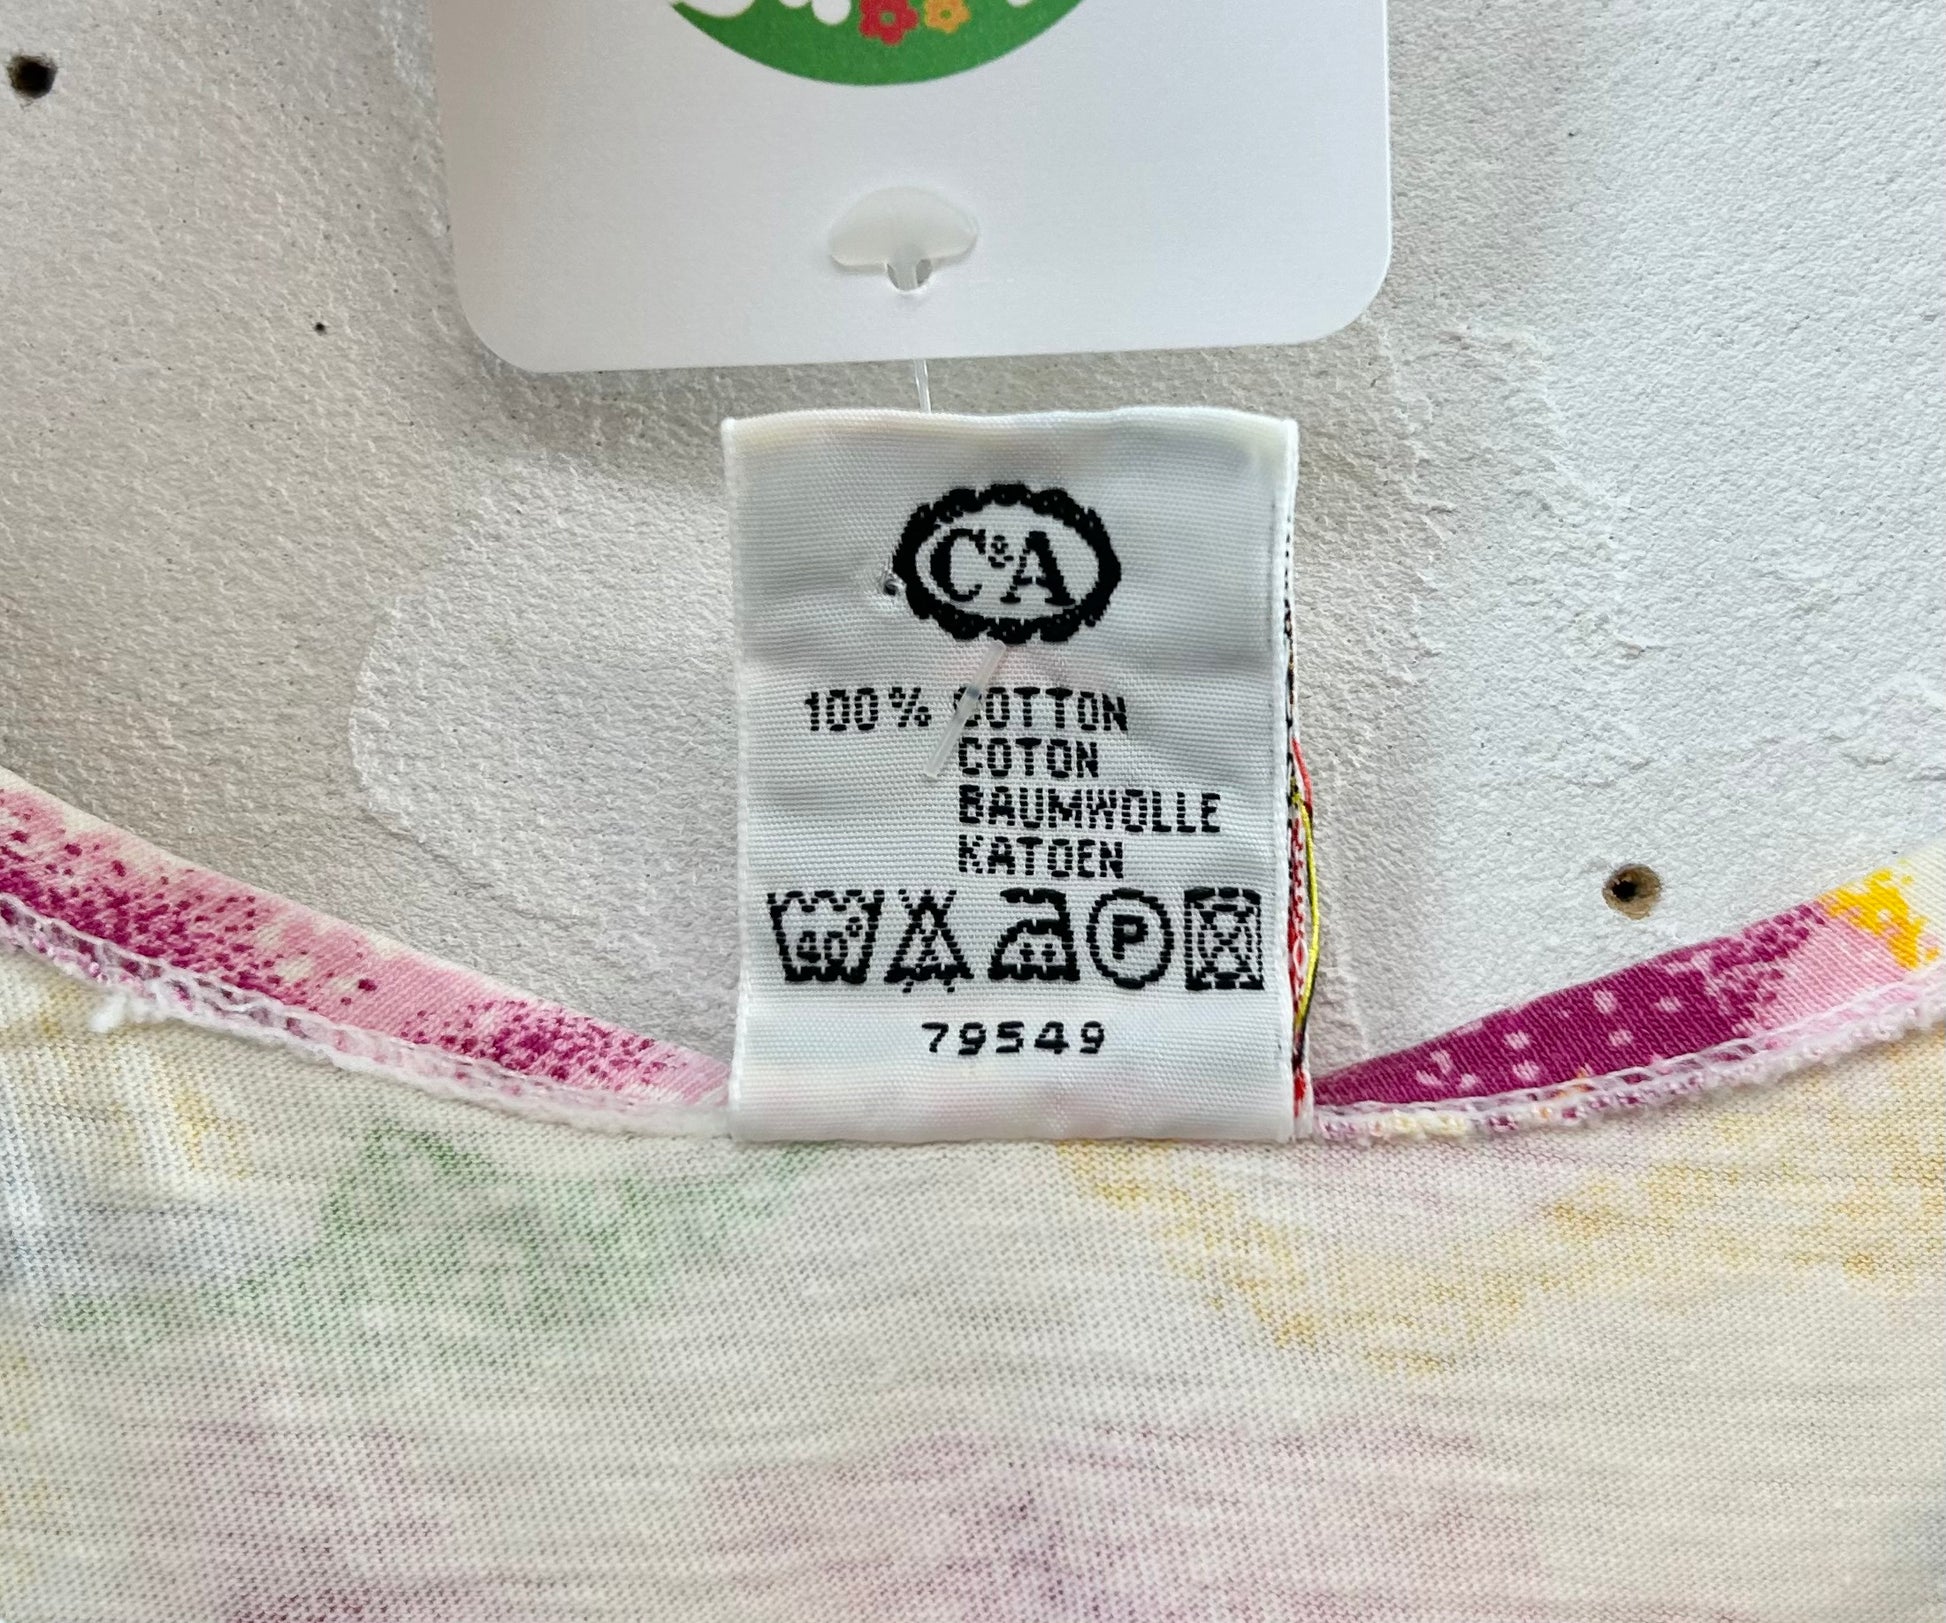 C&A
100% COTTON
COTON
BAUMWOLLE
KATOEN
40° P
79549